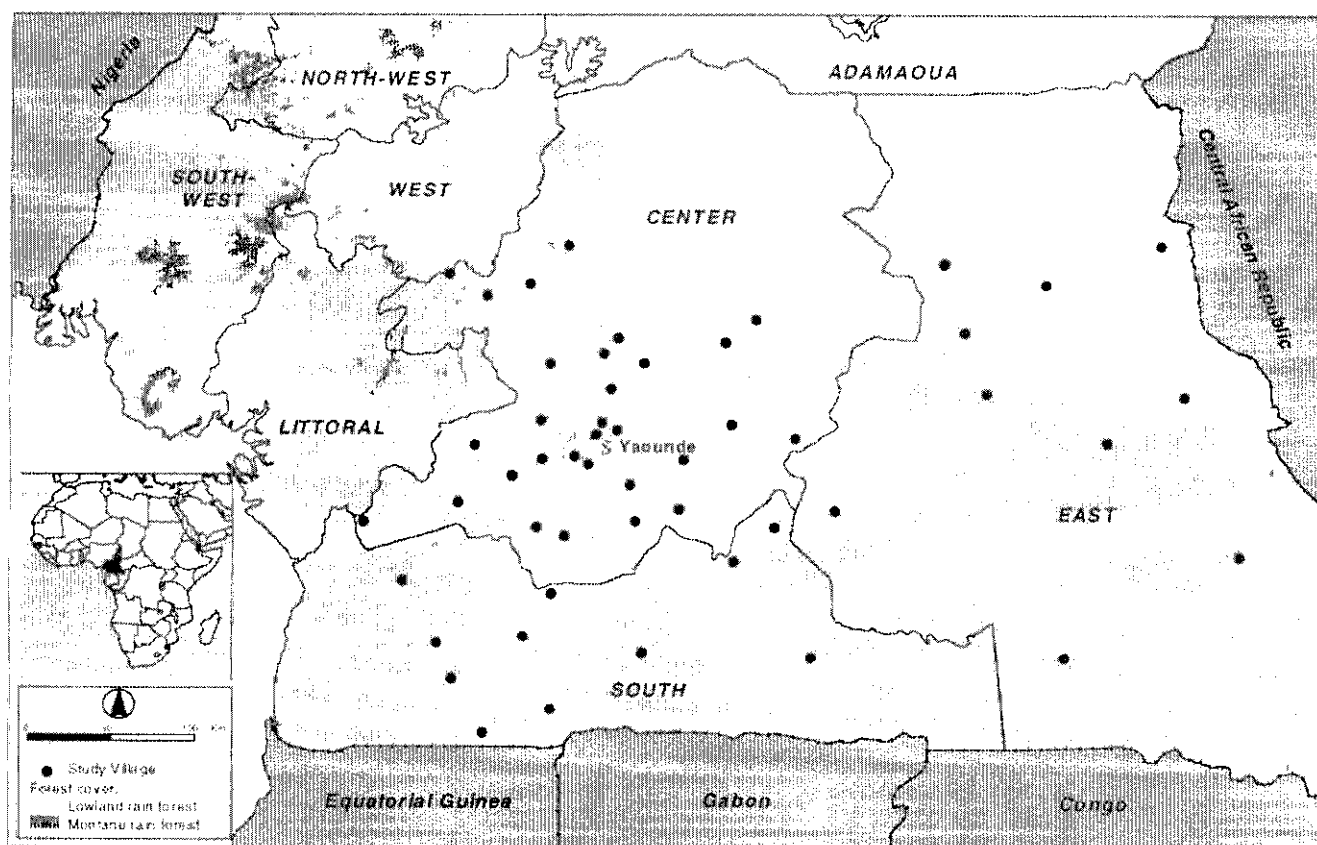 Nigeria
NORTH-WEST
ADAMAOUA
Central African Republic
SOUTH-
WEST
WEST
CENTER
LITTORAL
S Yaounde
EAST
SOUTH
Study Village
Forest cover:
Lowland rain forest
Montane rain forest
Equatorial Guinea
Gabon
Congo